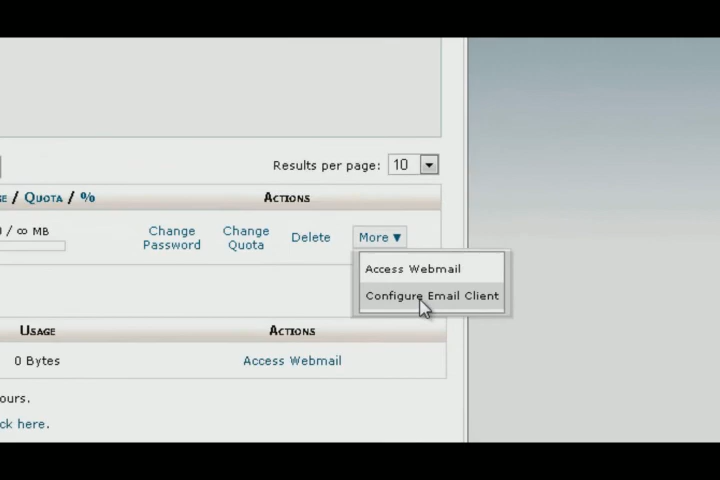 Results per page: 10
/ QUOTA / % ACTIONS
/ ∞ MB Change Password Change Quota Delete More ▼
Access Webmail
Configure Email Client
USAGE ACTIONS
0 Bytes Access Webmail
ours.
ck here.